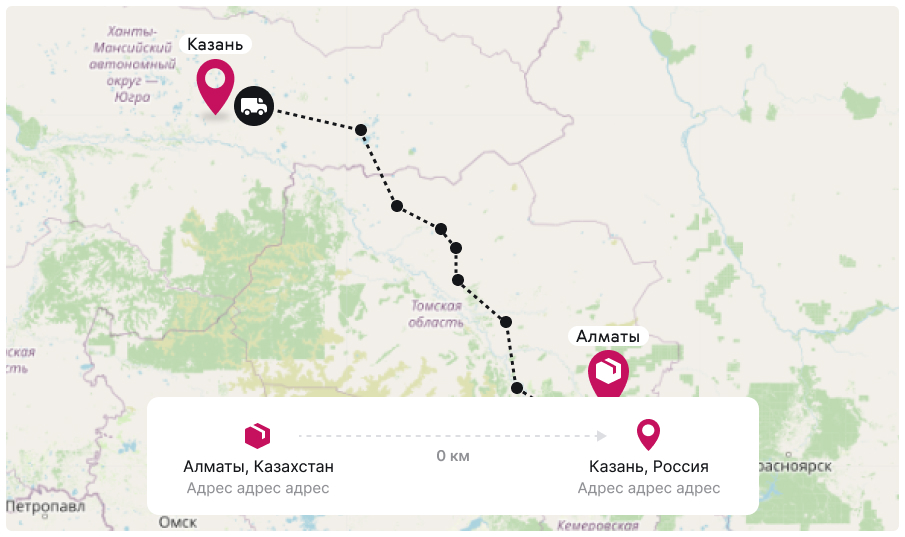 Ханты-
Мансийский
автономный
округ —
Югра
Казань
Томская
область
Алматы
ская
сть
Алматы, Казахстан
Адрес адрес адрес
0 км
Казань, Россия
Адрес адрес адрес
расноярск
Петропавл
Омск
Кемеровская